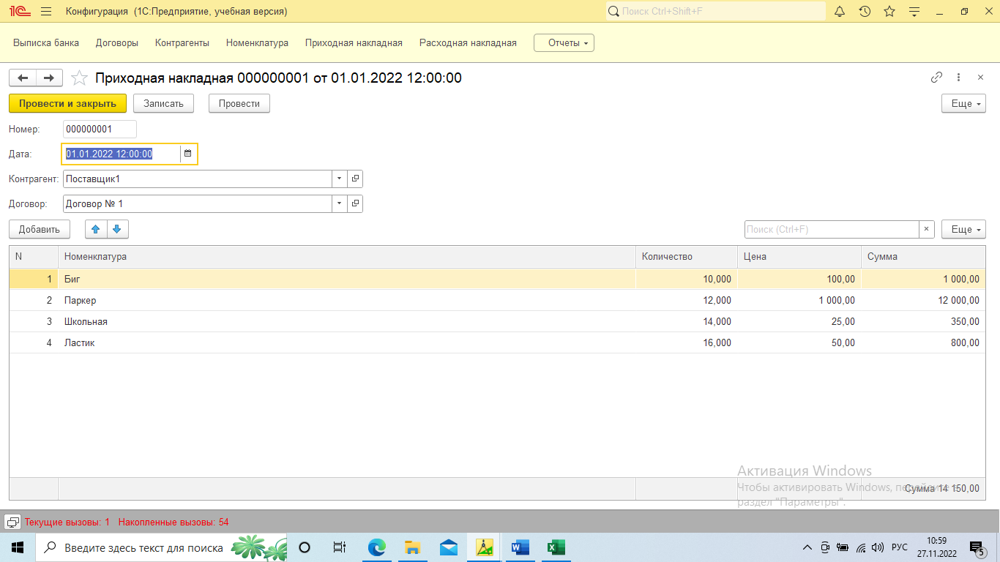 1С Конфигурация (1С:Предприятие, учебная версия) Поиск Ctrl+Shift+F
Выписка банка Договоры Контрагенты Номенклатура Приходная накладная Расходная накладная Отчеты
Приходная накладная 000000001 от 01.01.2022 12:00:00
Провести и закрыть Записать Провести Еще
Номер: 000000001
Дата: 01.01.2022 12:00:00
Контрагент: Поставщик1
Договор: Договор № 1
Добавить Поиск (Ctrl+F) × Еще
N Номенклатура Количество Цена Сумма
1 Биг 10,000 100,00 1 000,00
2 Паркер 12,000 1 000,00 12 000,00
3 Школьная 14,000 25,00 350,00
4 Ластик 16,000 50,00 800,00
Активация Windows
Чтобы активировать Windows, перейдите в
Сумма 14 150,00
раздел "Параметры".
Текущие вызовы: 1 Накопленные вызовы: 54
Введите здесь текст для поиска
РУС
10:59
27.11.2022
5